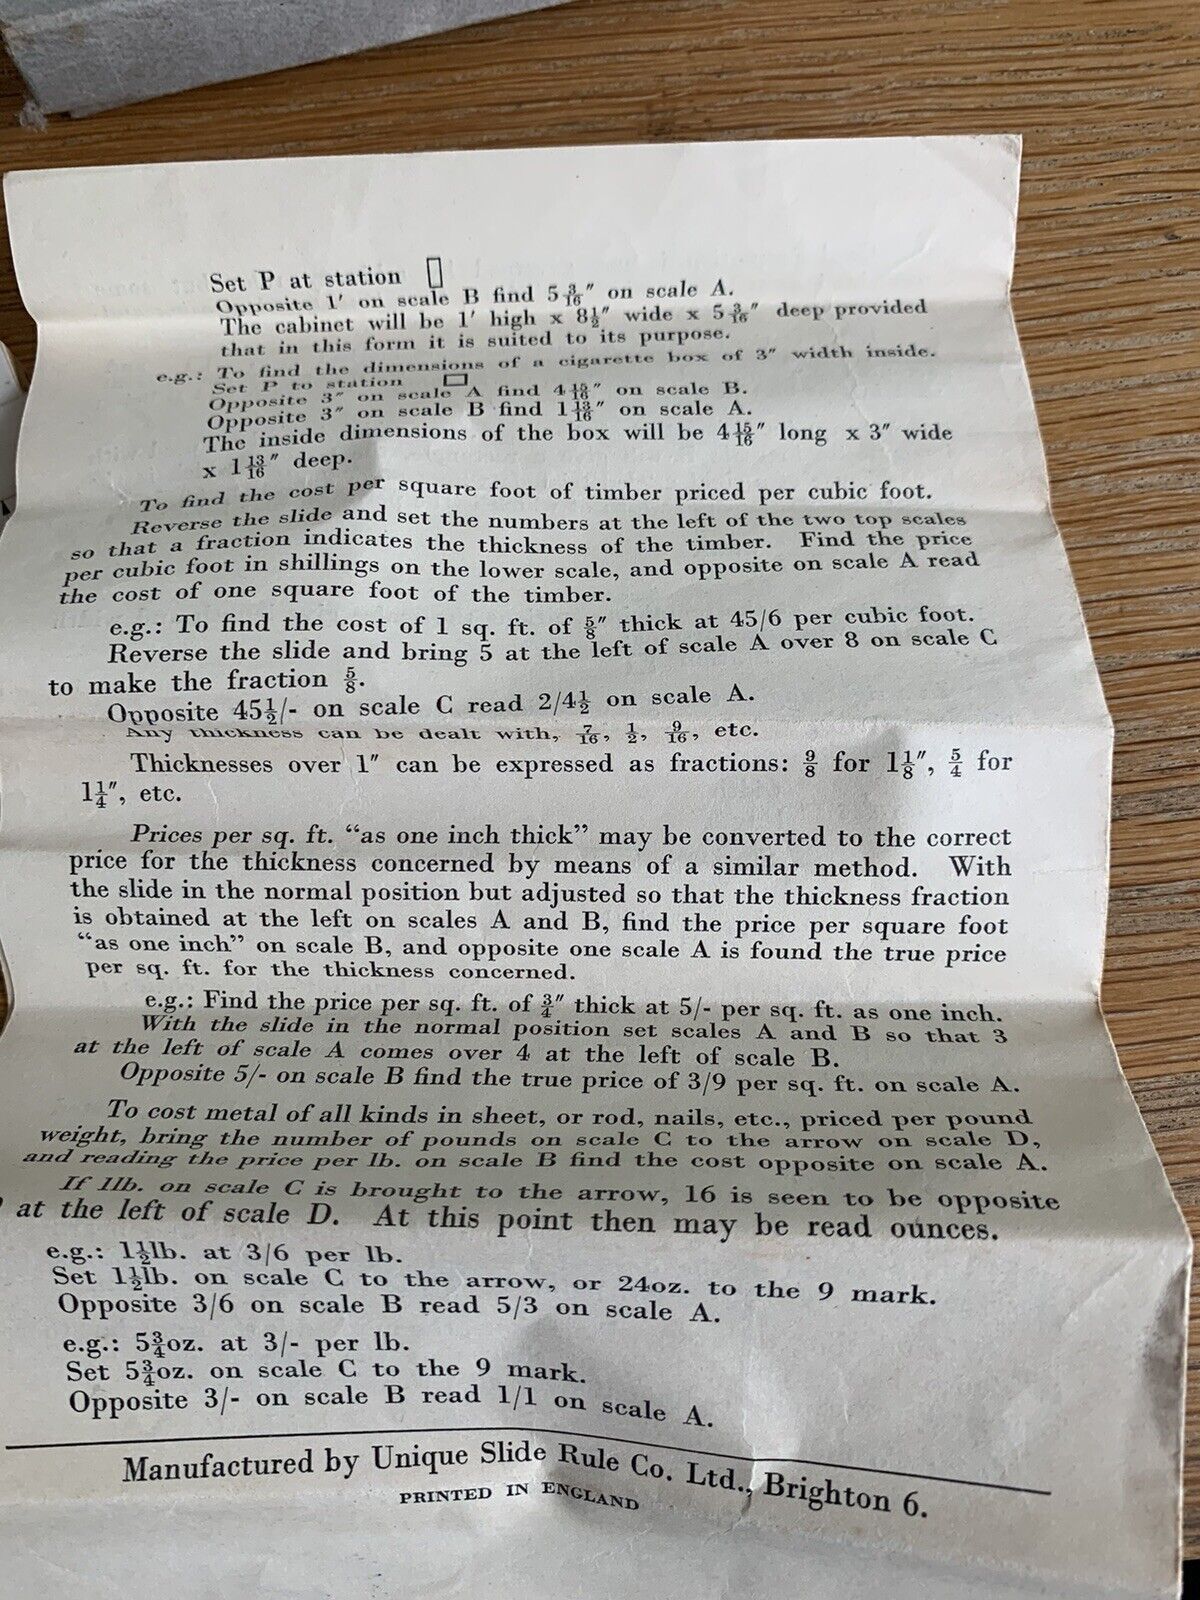 Set P at station ▯
Opposite 1′ on scale B find 5 3/16″ on scale A.
The cabinet will be 1′ high x 8½″ wide x 5 3/16″ deep provided
that in this form it is suited to its purpose.
e.g.: To find the dimensions of a cigarette box of 3″ width inside.
Set P to station ▭
Opposite 3″ on scale A find 4 15/16″ on scale B.
Opposite 3″ on scale B find 1 13/16″ on scale A.
The inside dimensions of the box will be 4 15/16″ long x 3″ wide
x 1 13/16″ deep.
To find the cost per square foot of timber priced per cubic foot.
Reverse the slide and set the numbers at the left of the two top scales
so that a fraction indicates the thickness of the timber. Find the price
per cubic foot in shillings on the lower scale, and opposite on scale A read
the cost of one square foot of the timber.
e.g.: To find the cost of 1 sq. ft. of ⅝″ thick at 45/6 per cubic foot.
Reverse the slide and bring 5 at the left of scale A over 8 on scale C
to make the fraction ⅝.
Opposite 45½/- on scale C read 2/4½ on scale A.
Any thickness can be dealt with, 7/16, ½, 9/16, etc.
Thicknesses over 1″ can be expressed as fractions: 9/8 for 1⅛″, 5/4 for
1¼″, etc.
Prices per sq. ft. “as one inch thick” may be converted to the correct
price for the thickness concerned by means of a similar method. With
the slide in the normal position but adjusted so that the thickness fraction
is obtained at the left on scales A and B, find the price per square foot
“as one inch” on scale B, and opposite one scale A is found the true price
per sq. ft. for the thickness concerned.
e.g.: Find the price per sq. ft. of ¾″ thick at 5/- per sq. ft. as one inch.
With the slide in the normal position set scales A and B so that 3
at the left of scale A comes over 4 at the left of scale B.
Opposite 5/- on scale B find the true price of 3/9 per sq. ft. on scale A.
To cost metal of all kinds in sheet, or rod, nails, etc., priced per pound
weight, bring the number of pounds on scale C to the arrow on scale D,
and reading the price per lb. on scale B find the cost opposite on scale A.
If 1lb. on scale C is brought to the arrow, 16 is seen to be opposite
at the left of scale D. At this point then may be read ounces.
e.g.: 1½lb. at 3/6 per lb.
Set 1½lb. on scale C to the arrow, or 24oz. to the 9 mark.
Opposite 3/6 on scale B read 5/3 on scale A.
e.g.: 5¾oz. at 3/- per lb.
Set 5¾oz. on scale C to the 9 mark.
Opposite 3/- on scale B read 1/1 on scale A.
Manufactured by Unique Slide Rule Co. Ltd., Brighton 6.
PRINTED IN ENGLAND